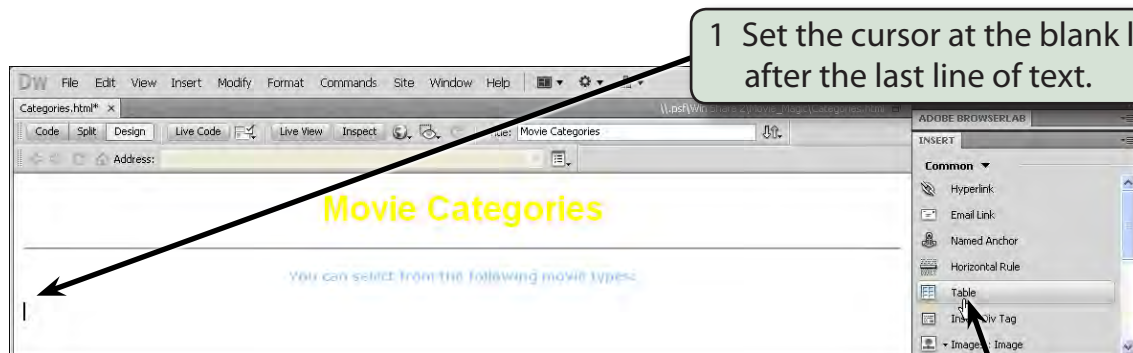 1 Set the cursor at the blank
after the last line of text.
DW File Edit View Insert Modify Format Commands Site Window Help
Categories.html* ×
Code Split Design Live Code Live View Inspect Movie Categories
Address:
Movie Categories
You can select from the following movie types:
ADOBE BROWSERLAB
INSERT
Common
Hyperlink
Email Link
Named Anchor
Horizontal Rule
Table
Div Tag
Images : Image